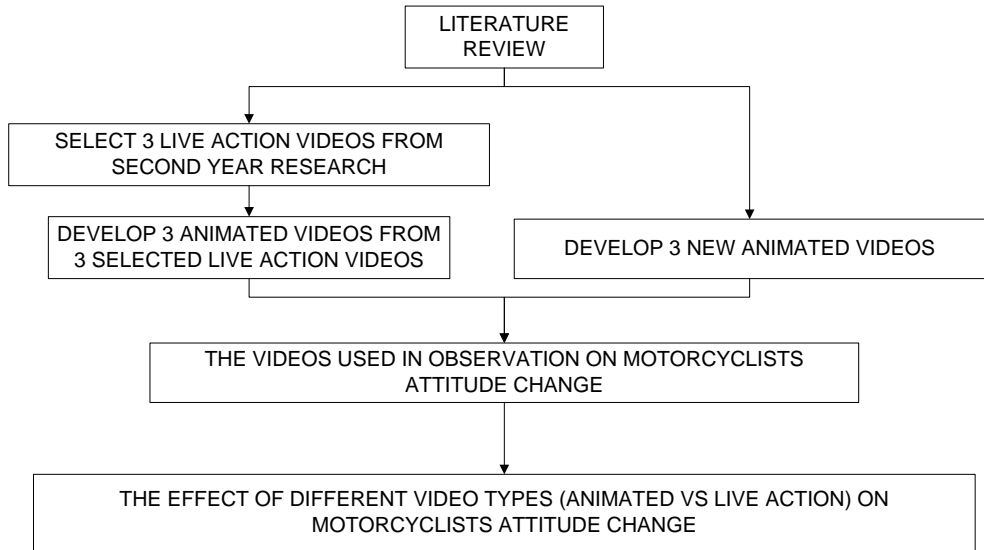 LITERATURE
REVIEW
SELECT 3 LIVE ACTION VIDEOS FROM
SECOND YEAR RESEARCH
DEVELOP 3 ANIMATED VIDEOS FROM
3 SELECTED LIVE ACTION VIDEOS
DEVELOP 3 NEW ANIMATED VIDEOS
THE VIDEOS USED IN OBSERVATION ON MOTORCYCLISTS
ATTITUDE CHANGE
THE EFFECT OF DIFFERENT VIDEO TYPES (ANIMATED VS LIVE ACTION) ON
MOTORCYCLISTS ATTITUDE CHANGE